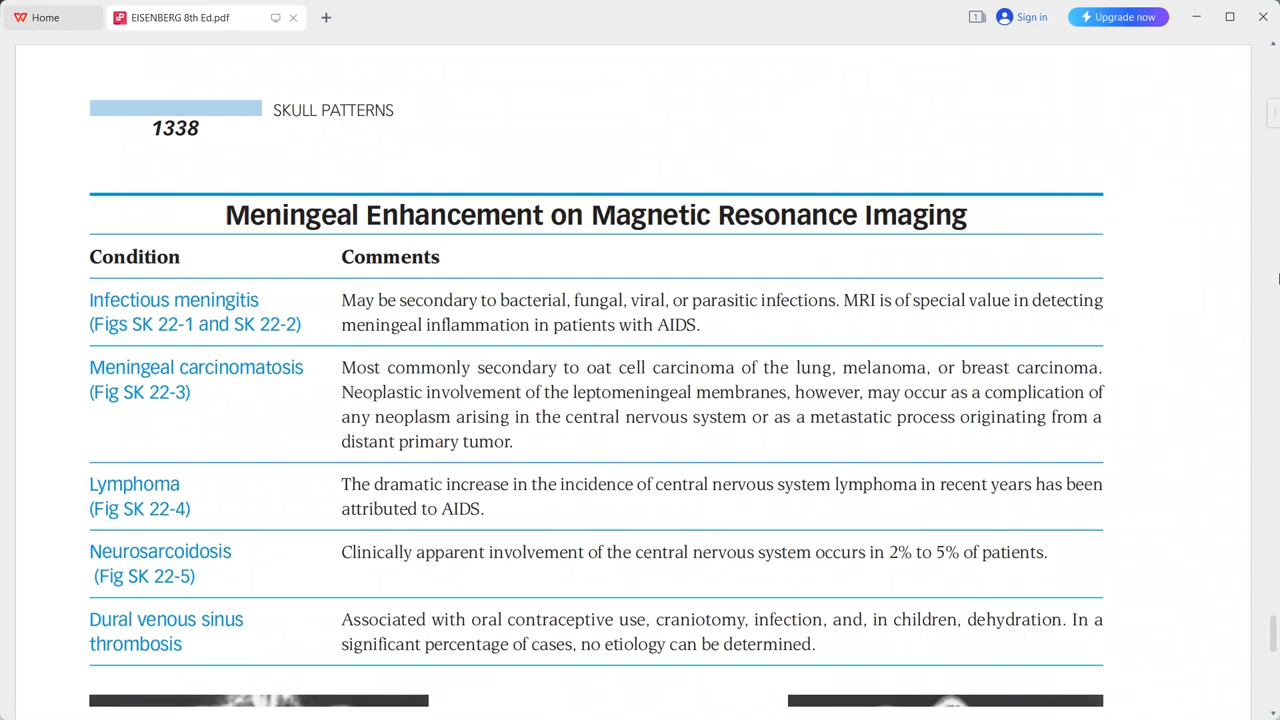 Home
EISENBERG 8th Ed.pdf
1
Sign in
Upgrade now
SKULL PATTERNS
1338
Meningeal Enhancement on Magnetic Resonance Imaging
Condition Comments
Infectious meningitis May be secondary to bacterial, fungal, viral, or parasitic infections. MRI is of special value in detecting
(Figs SK 22-1 and SK 22-2) meningeal inflammation in patients with AIDS.
Meningeal carcinomatosis Most commonly secondary to oat cell carcinoma of the lung, melanoma, or breast carcinoma.
(Fig SK 22-3) Neoplastic involvement of the leptomeningeal membranes, however, may occur as a complication of
any neoplasm arising in the central nervous system or as a metastatic process originating from a
distant primary tumor.
Lymphoma The dramatic increase in the incidence of central nervous system lymphoma in recent years has been
(Fig SK 22-4) attributed to AIDS.
Neurosarcoidosis Clinically apparent involvement of the central nervous system occurs in 2% to 5% of patients.
(Fig SK 22-5)
Dural venous sinus Associated with oral contraceptive use, craniotomy, infection, and, in children, dehydration. In a
thrombosis significant percentage of cases, no etiology can be determined.